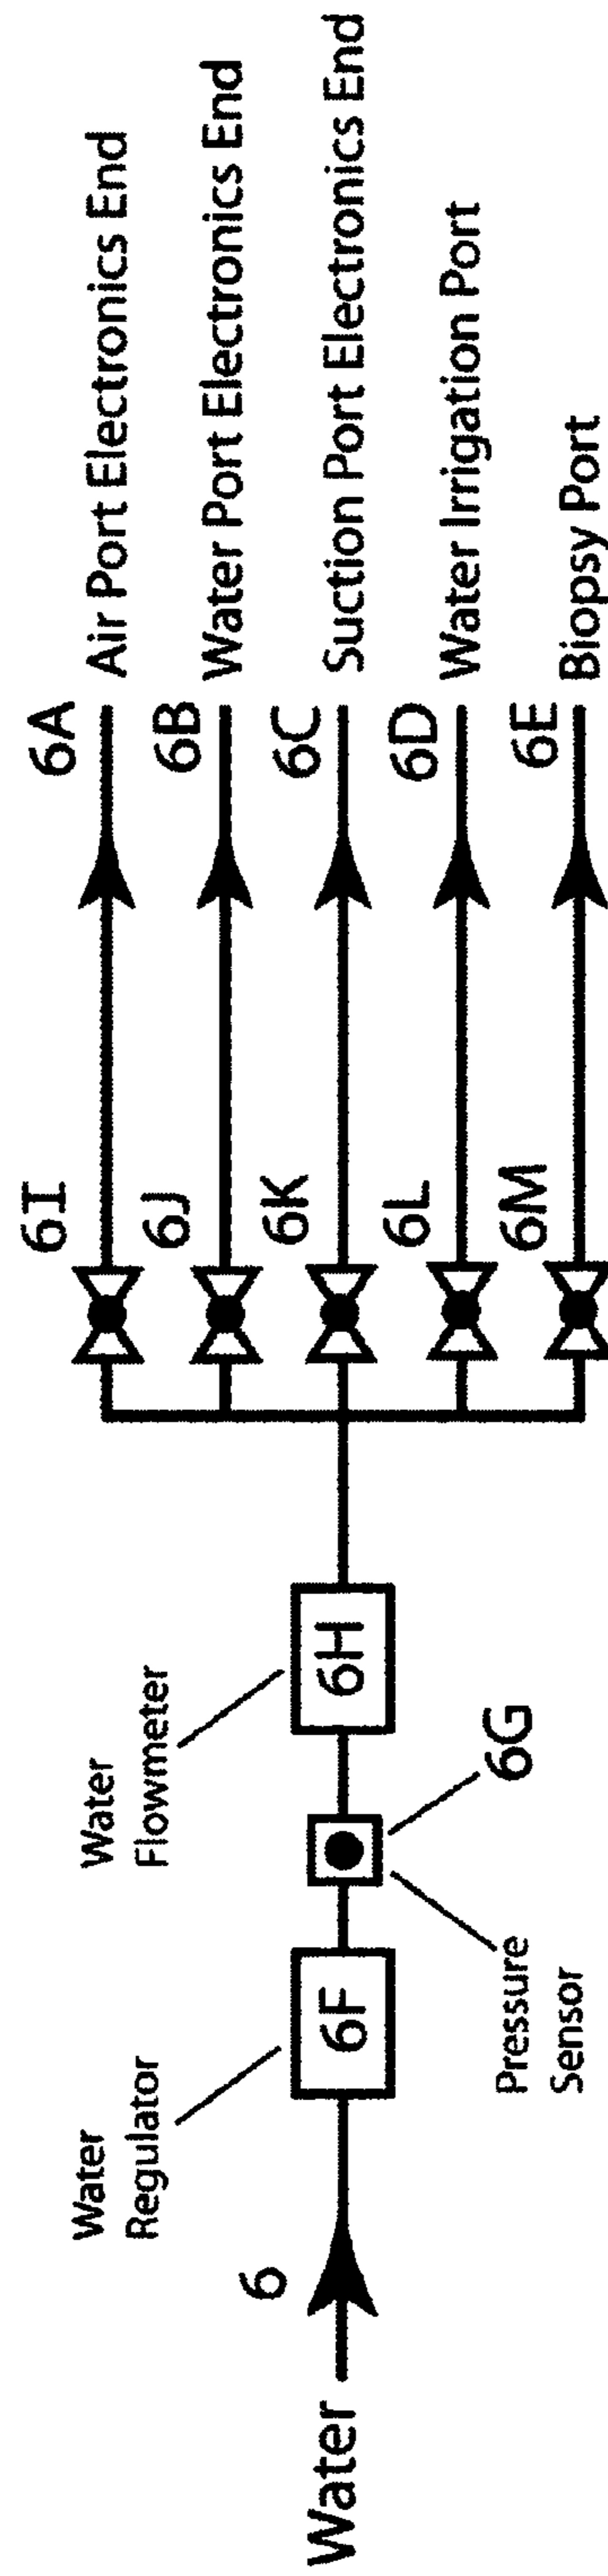 Water
6
Water
Regulator
6F
Pressure
Sensor
6G
Water
Flowmeter
6H
6I
6A
Air Port Electronics End
6J
6B
Water Port Electronics End
6K
6C
Suction Port Electronics End
6L
6D
Water Irrigation Port
6M
6E
Biopsy Port